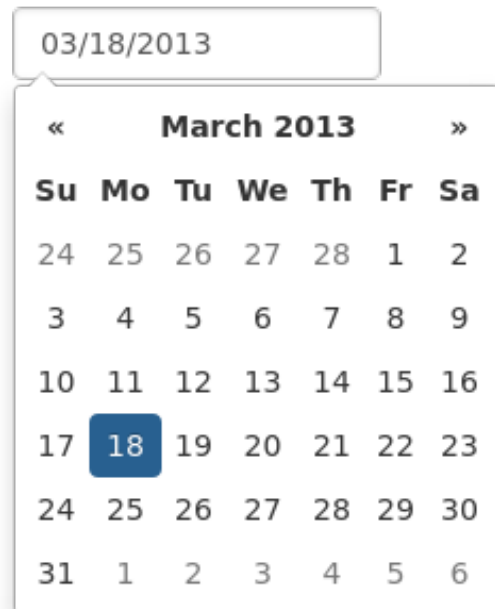 03/18/2013
« March 2013 »
Su Mo Tu We Th Fr Sa
24 25 26 27 28 1 2
3 4 5 6 7 8 9
10 11 12 13 14 15 16
17 18 19 20 21 22 23
24 25 26 27 28 29 30
31 1 2 3 4 5 6